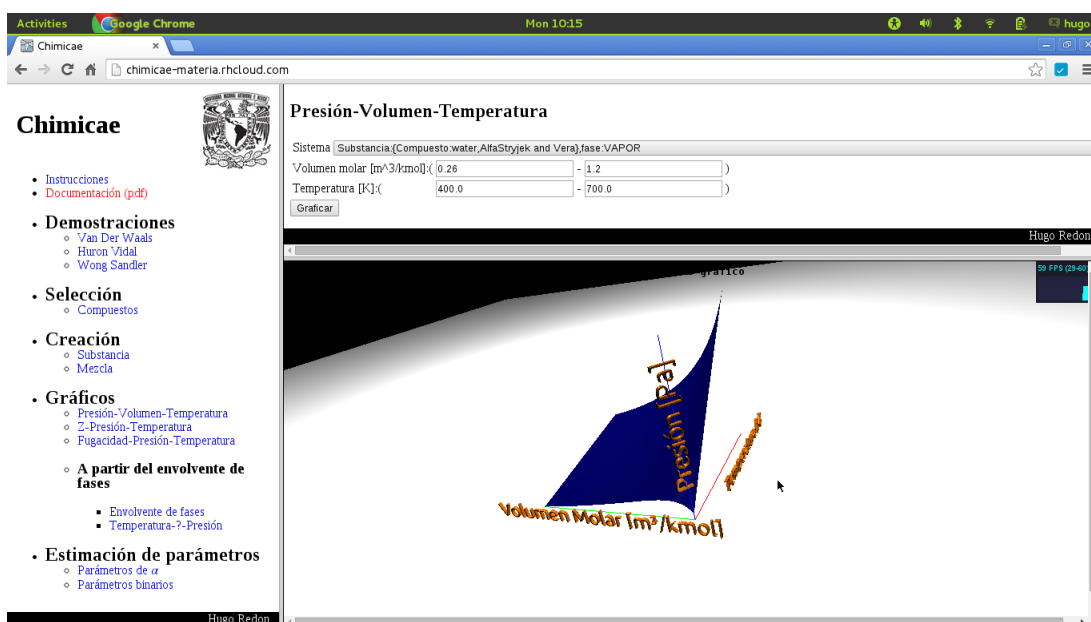 Activities
Google Chrome
Mon 10:15
hugo
Chimicae
chimicae-materia.rhcloud.com
Chimicae
Instrucciones
Documentación (pdf)
Demostraciones
Van Der Waals
Huron Vidal
Wong Sandler
Selección
Compuestos
Creación
Substancia
Mezcla
Gráficos
Presión-Volumen-Temperatura
Z-Presión-Temperatura
Fugacidad-Presión-Temperatura
A partir del envolvente de
fases
Envolvente de fases
Temperatura-?-Presión
Estimación de parámetros
Parámetros de α
Parámetros binarios
Hugo Redon
Presión-Volumen-Temperatura
Sistema Substancia:{Compuesto:water,AlfaStryjek and Vera},fase:VAPOR
Volumen molar [m^3/kmol]:( 0.26 - 1.2 )
Temperatura [K]:( 400.0 - 700.0 )
Graficar
Hugo Redon
59 FPS (29-60)
Presión [Pa]
Volumen Molar [m³/kmol]